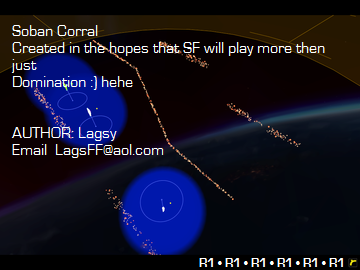 Soban Corral
Created in the hopes that SF will play more then
just
Domination :) hehe
AUTHOR: Lagsy
Email LagsFF@aol.com
R1 • R1 • R1 • R1 • R1 • R1 r